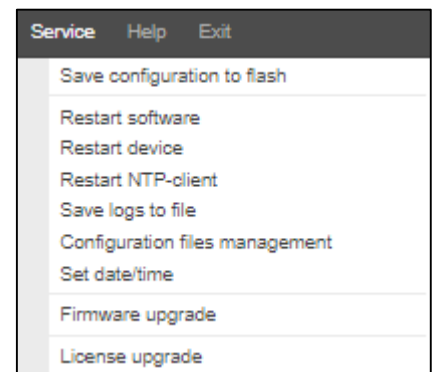 Service Help Exit
Save configuration to flash
Restart software
Restart device
Restart NTP-client
Save logs to file
Configuration files management
Set date/time
Firmware upgrade
License upgrade